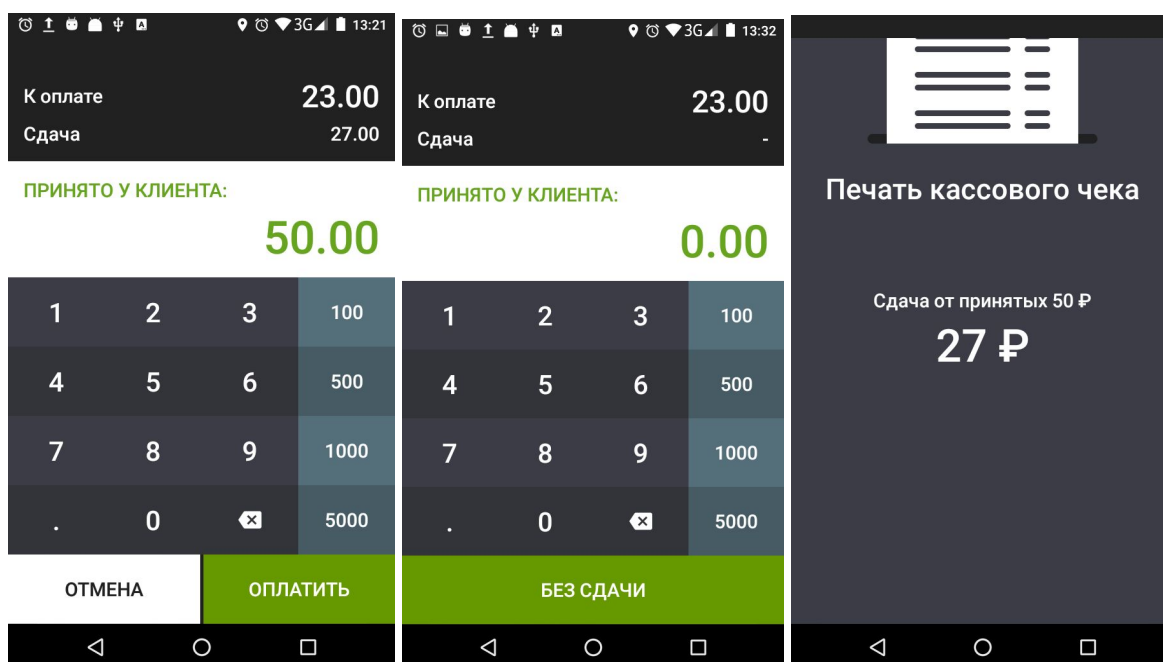 3G 13:21
К оплате 23.00
Сдача 27.00
ПРИНЯТО У КЛИЕНТА:
50.00
1 2 3 100
4 5 6 500
7 8 9 1000
. 0 5000
ОТМЕНА ОПЛАТИТЬ
3G 13:32
К оплате 23.00
Сдача -
ПРИНЯТО У КЛИЕНТА:
0.00
1 2 3 100
4 5 6 500
7 8 9 1000
. 0 5000
БЕЗ СДАЧИ
Печать кассового чека
Сдача от принятых 50 ₽
27 ₽